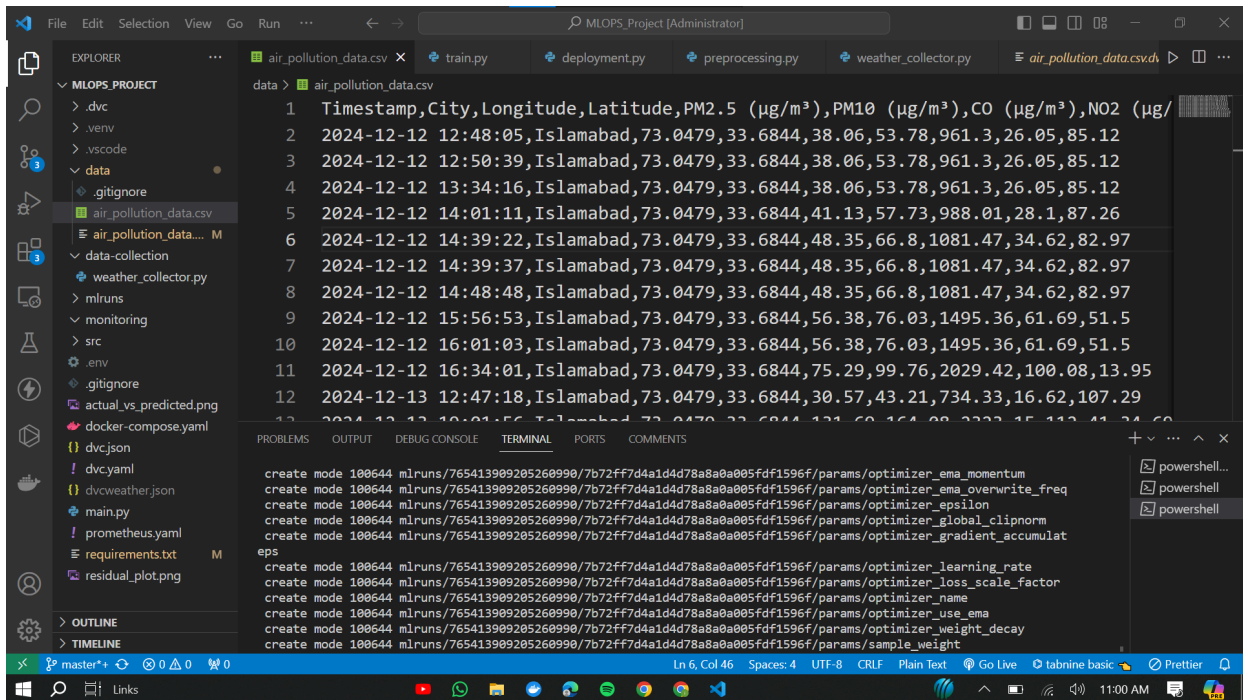 File Edit Selection View Go Run ··· MLOPS_Project [Administrator]
EXPLORER ···
MLOPS_PROJECT
.dvc
.venv
.vscode
data
.gitignore
air_pollution_data.csv
air_pollution_data.... M
data-collection
weather_collector.py
mlruns
monitoring
src
.env
.gitignore
actual_vs_predicted.png
docker-compose.yaml
dvc.json
dvc.yaml
dvcweather.json
main.py
prometheus.yaml
requirements.txt M
residual_plot.png
OUTLINE
TIMELINE
3
3
air_pollution_data.csv train.py deployment.py preprocessing.py weather_collector.py air_pollution_data.csv.dv
data > air_pollution_data.csv
1 Timestamp,City,Longitude,Latitude,PM2.5 (µg/m³),PM10 (µg/m³),CO (µg/m³),NO2 (µg/
2 2024-12-12 12:48:05,Islamabad,73.0479,33.6844,38.06,53.78,961.3,26.05,85.12
3 2024-12-12 12:50:39,Islamabad,73.0479,33.6844,38.06,53.78,961.3,26.05,85.12
4 2024-12-12 13:34:16,Islamabad,73.0479,33.6844,38.06,53.78,961.3,26.05,85.12
5 2024-12-12 14:01:11,Islamabad,73.0479,33.6844,41.13,57.73,988.01,28.1,87.26
6 2024-12-12 14:39:22,Islamabad,73.0479,33.6844,48.35,66.8,1081.47,34.62,82.97
7 2024-12-12 14:39:37,Islamabad,73.0479,33.6844,48.35,66.8,1081.47,34.62,82.97
8 2024-12-12 14:48:48,Islamabad,73.0479,33.6844,48.35,66.8,1081.47,34.62,82.97
9 2024-12-12 15:56:53,Islamabad,73.0479,33.6844,56.38,76.03,1495.36,61.69,51.5
10 2024-12-12 16:01:03,Islamabad,73.0479,33.6844,56.38,76.03,1495.36,61.69,51.5
11 2024-12-12 16:34:01,Islamabad,73.0479,33.6844,75.29,99.76,2029.42,100.08,13.95
12 2024-12-13 12:47:18,Islamabad,73.0479,33.6844,30.57,43.21,734.33,16.62,107.29
PROBLEMS OUTPUT DEBUG CONSOLE TERMINAL PORTS COMMENTS
create mode 100644 mlruns/765413909205260990/7b72ff7d4a1d4d78a8a0a005fdf1596f/params/optimizer_ema_momentum
create mode 100644 mlruns/765413909205260990/7b72ff7d4a1d4d78a8a0a005fdf1596f/params/optimizer_ema_overwrite_freq
create mode 100644 mlruns/765413909205260990/7b72ff7d4a1d4d78a8a0a005fdf1596f/params/optimizer_epsilon
create mode 100644 mlruns/765413909205260990/7b72ff7d4a1d4d78a8a0a005fdf1596f/params/optimizer_global_clipnorm
create mode 100644 mlruns/765413909205260990/7b72ff7d4a1d4d78a8a0a005fdf1596f/params/optimizer_gradient_accumulat
eps
create mode 100644 mlruns/765413909205260990/7b72ff7d4a1d4d78a8a0a005fdf1596f/params/optimizer_learning_rate
create mode 100644 mlruns/765413909205260990/7b72ff7d4a1d4d78a8a0a005fdf1596f/params/optimizer_loss_scale_factor
create mode 100644 mlruns/765413909205260990/7b72ff7d4a1d4d78a8a0a005fdf1596f/params/optimizer_name
create mode 100644 mlruns/765413909205260990/7b72ff7d4a1d4d78a8a0a005fdf1596f/params/optimizer_use_ema
create mode 100644 mlruns/765413909205260990/7b72ff7d4a1d4d78a8a0a005fdf1596f/params/optimizer_weight_decay
create mode 100644 mlruns/765413909205260990/7b72ff7d4a1d4d78a8a0a005fdf1596f/params/sample_weight
powershell...
powershell
powershell
master*+ 0 0 0 Ln 6, Col 46 Spaces: 4 UTF-8 CRLF Plain Text Go Live tabnine basic Prettier
Links 11:00 AM PRE